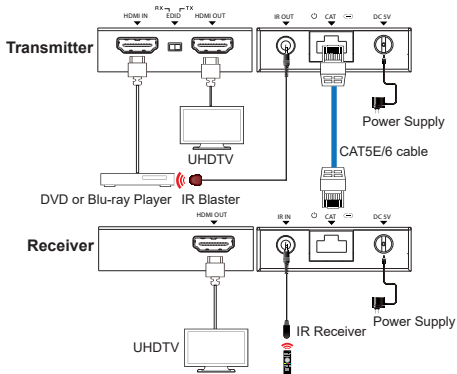 RX TX
HDMI IN EDID HDMI OUT IR OUT CAT DC 5V
Transmitter
Power Supply
UHDTV
CAT5E/6 cable
DVD or Blu-ray Player IR Blaster
HDMI OUT IR IN CAT DC 5V
Receiver
IR Receiver
Power Supply
UHDTV